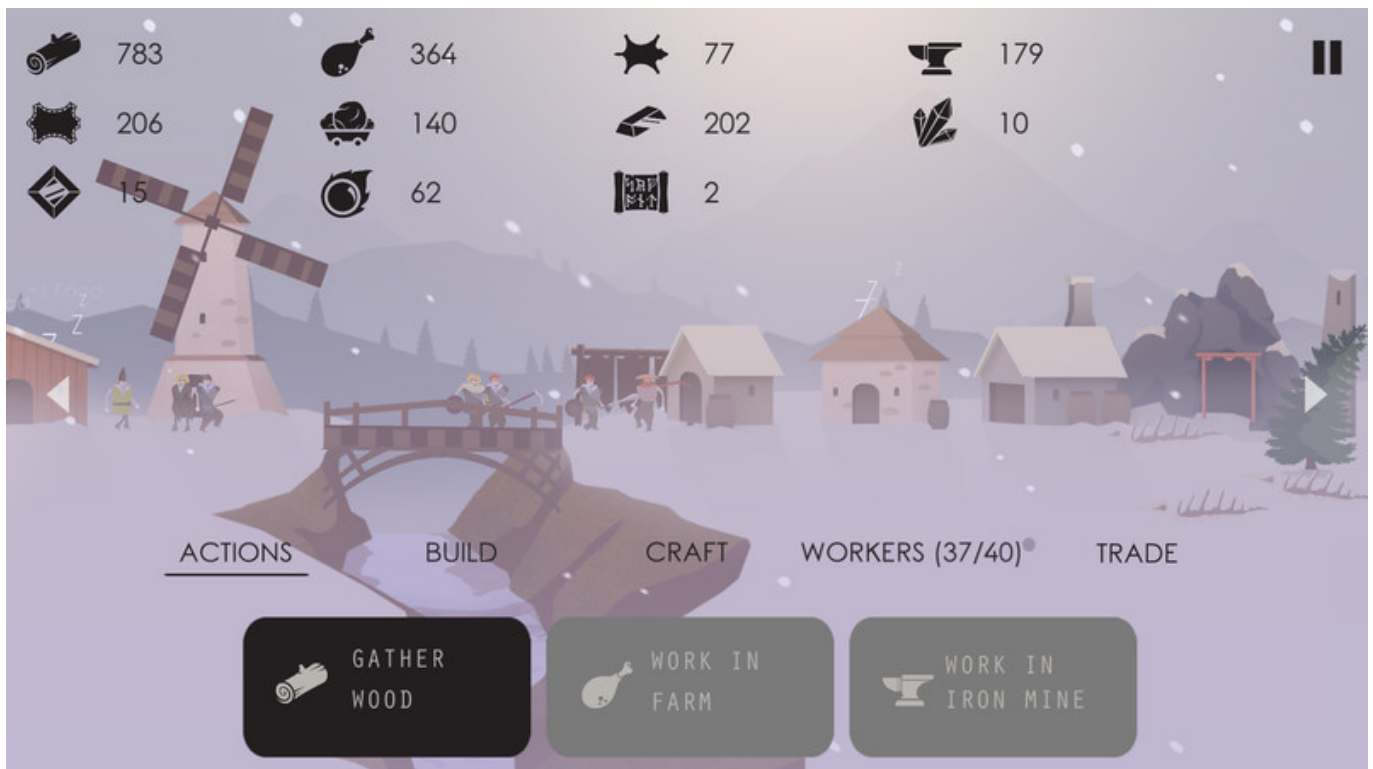 783 364 77 179
206 140 202 10
15 62 2
Z
Z
Z
Z
ACTIONS BUILD CRAFT WORKERS (37/40) TRADE
GATHER WOOD
WORK IN FARM
WORK IN IRON MINE